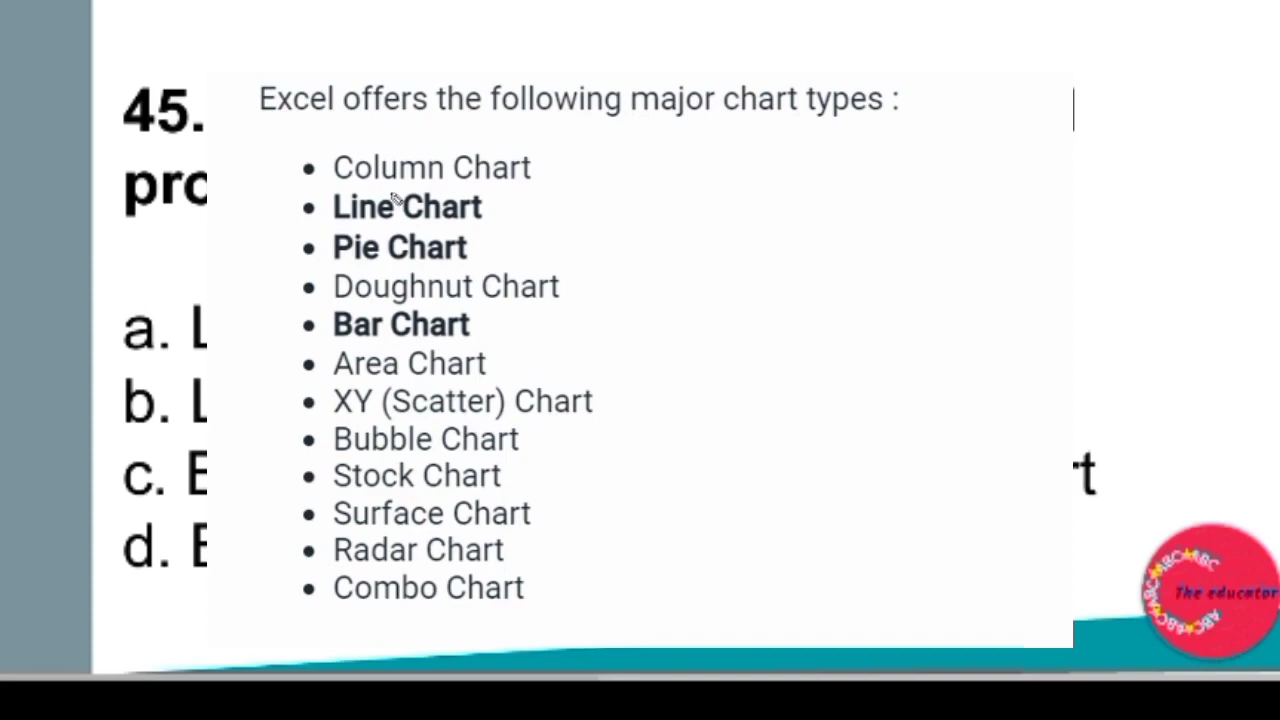 45.
Excel offers the following major chart types :
• Column Chart
• Line Chart
• Pie Chart
• Doughnut Chart
• Bar Chart
• Area Chart
• XY (Scatter) Chart
• Bubble Chart
• Stock Chart
• Surface Chart
• Radar Chart
• Combo Chart
pro
a. L
b. L
c. E
rt
d. E
The educator